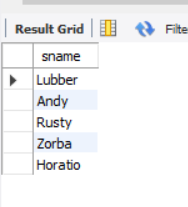 Result Grid Filte
sname
Lubber
Andy
Rusty
Zorba
Horatio